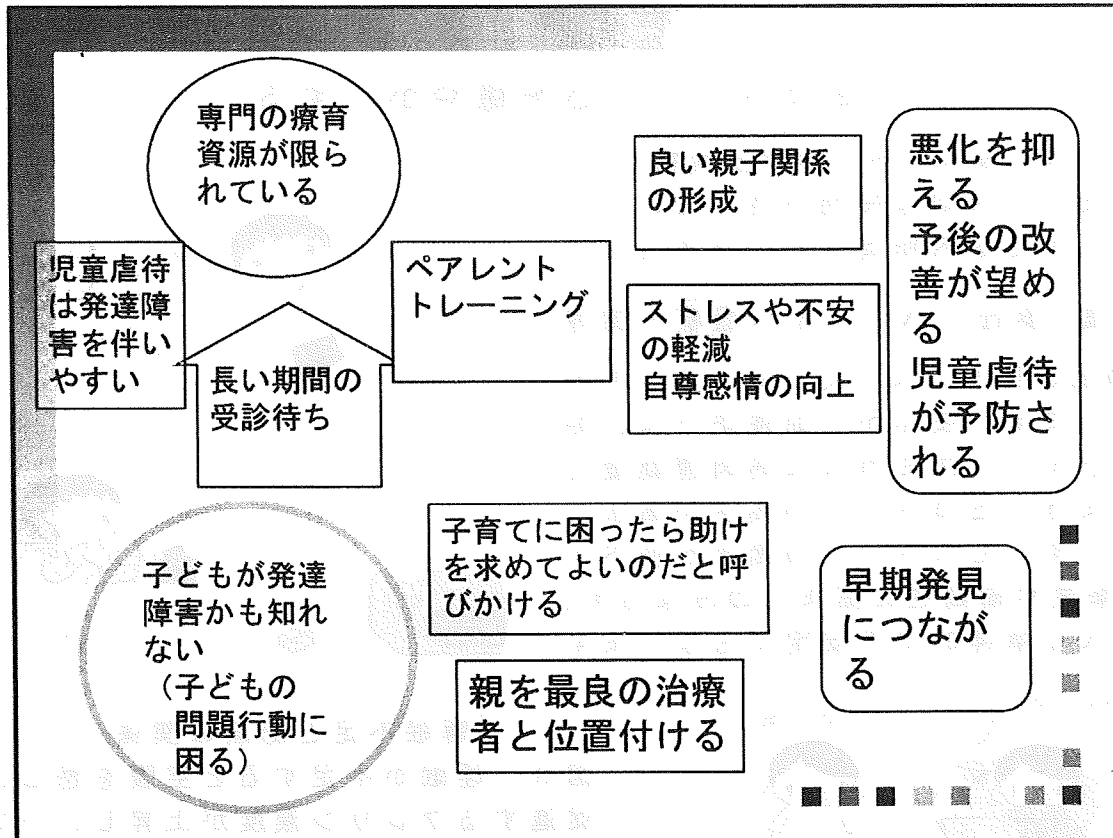 専門の療育
資源が限ら
れている
児童虐待
は発達障
害を伴い
やすい
長い期間の
受診待ち
ペアレント
トレーニング
良い親子関係
の形成
ストレスや不安
の軽減
自尊感情の向上
悪化を抑
える
予後の改
善が望め
る
児童虐待
が予防さ
れる
子どもが発達
障害かも知れ
ない
（子どもの
問題行動に
困る）
子育てに困ったら助け
を求めてよいのだと呼
びかける
親を最良の治療
者と位置付ける
早期発見
につなが
る